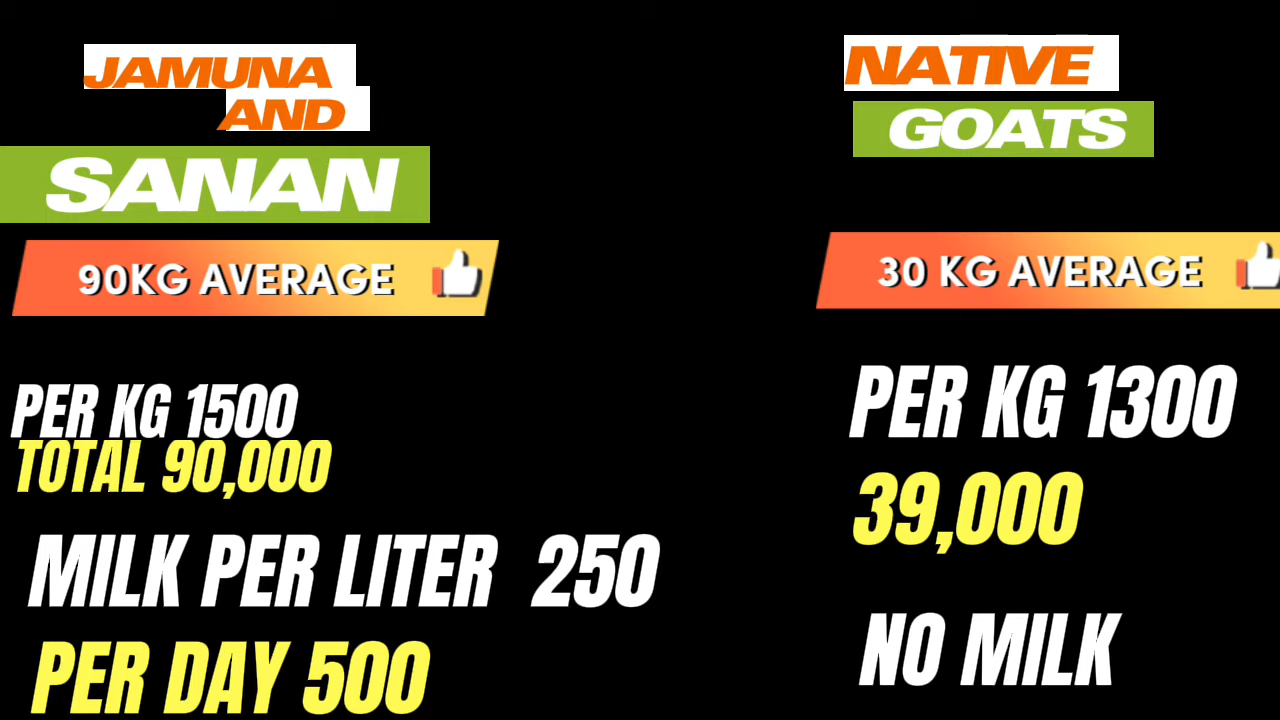 JAMUNA
AND
SANAN
90KG AVERAGE
PER KG 1500
TOTAL 90,000
MILK PER LITER 250
PER DAY 500
NATIVE
GOATS
30 KG AVERAGE
PER KG 1300
39,000
NO MILK